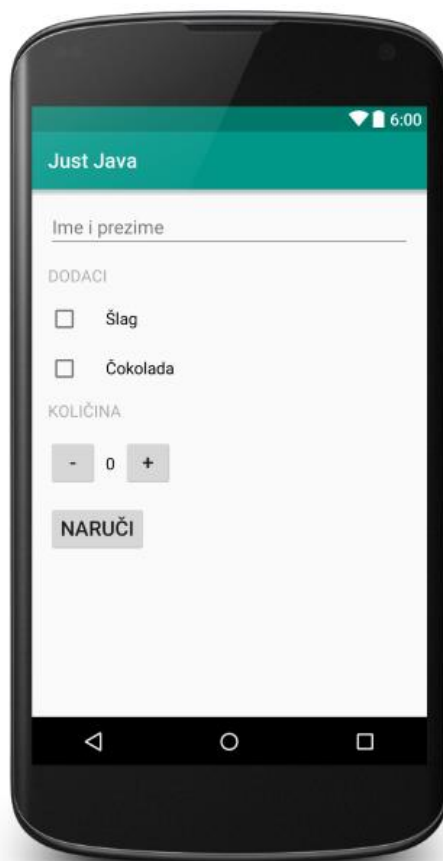 6:00
Just Java
Ime i prezime
DODACI
Šlag
Čokolada
KOLIČINA
- 0 +
NARUČI